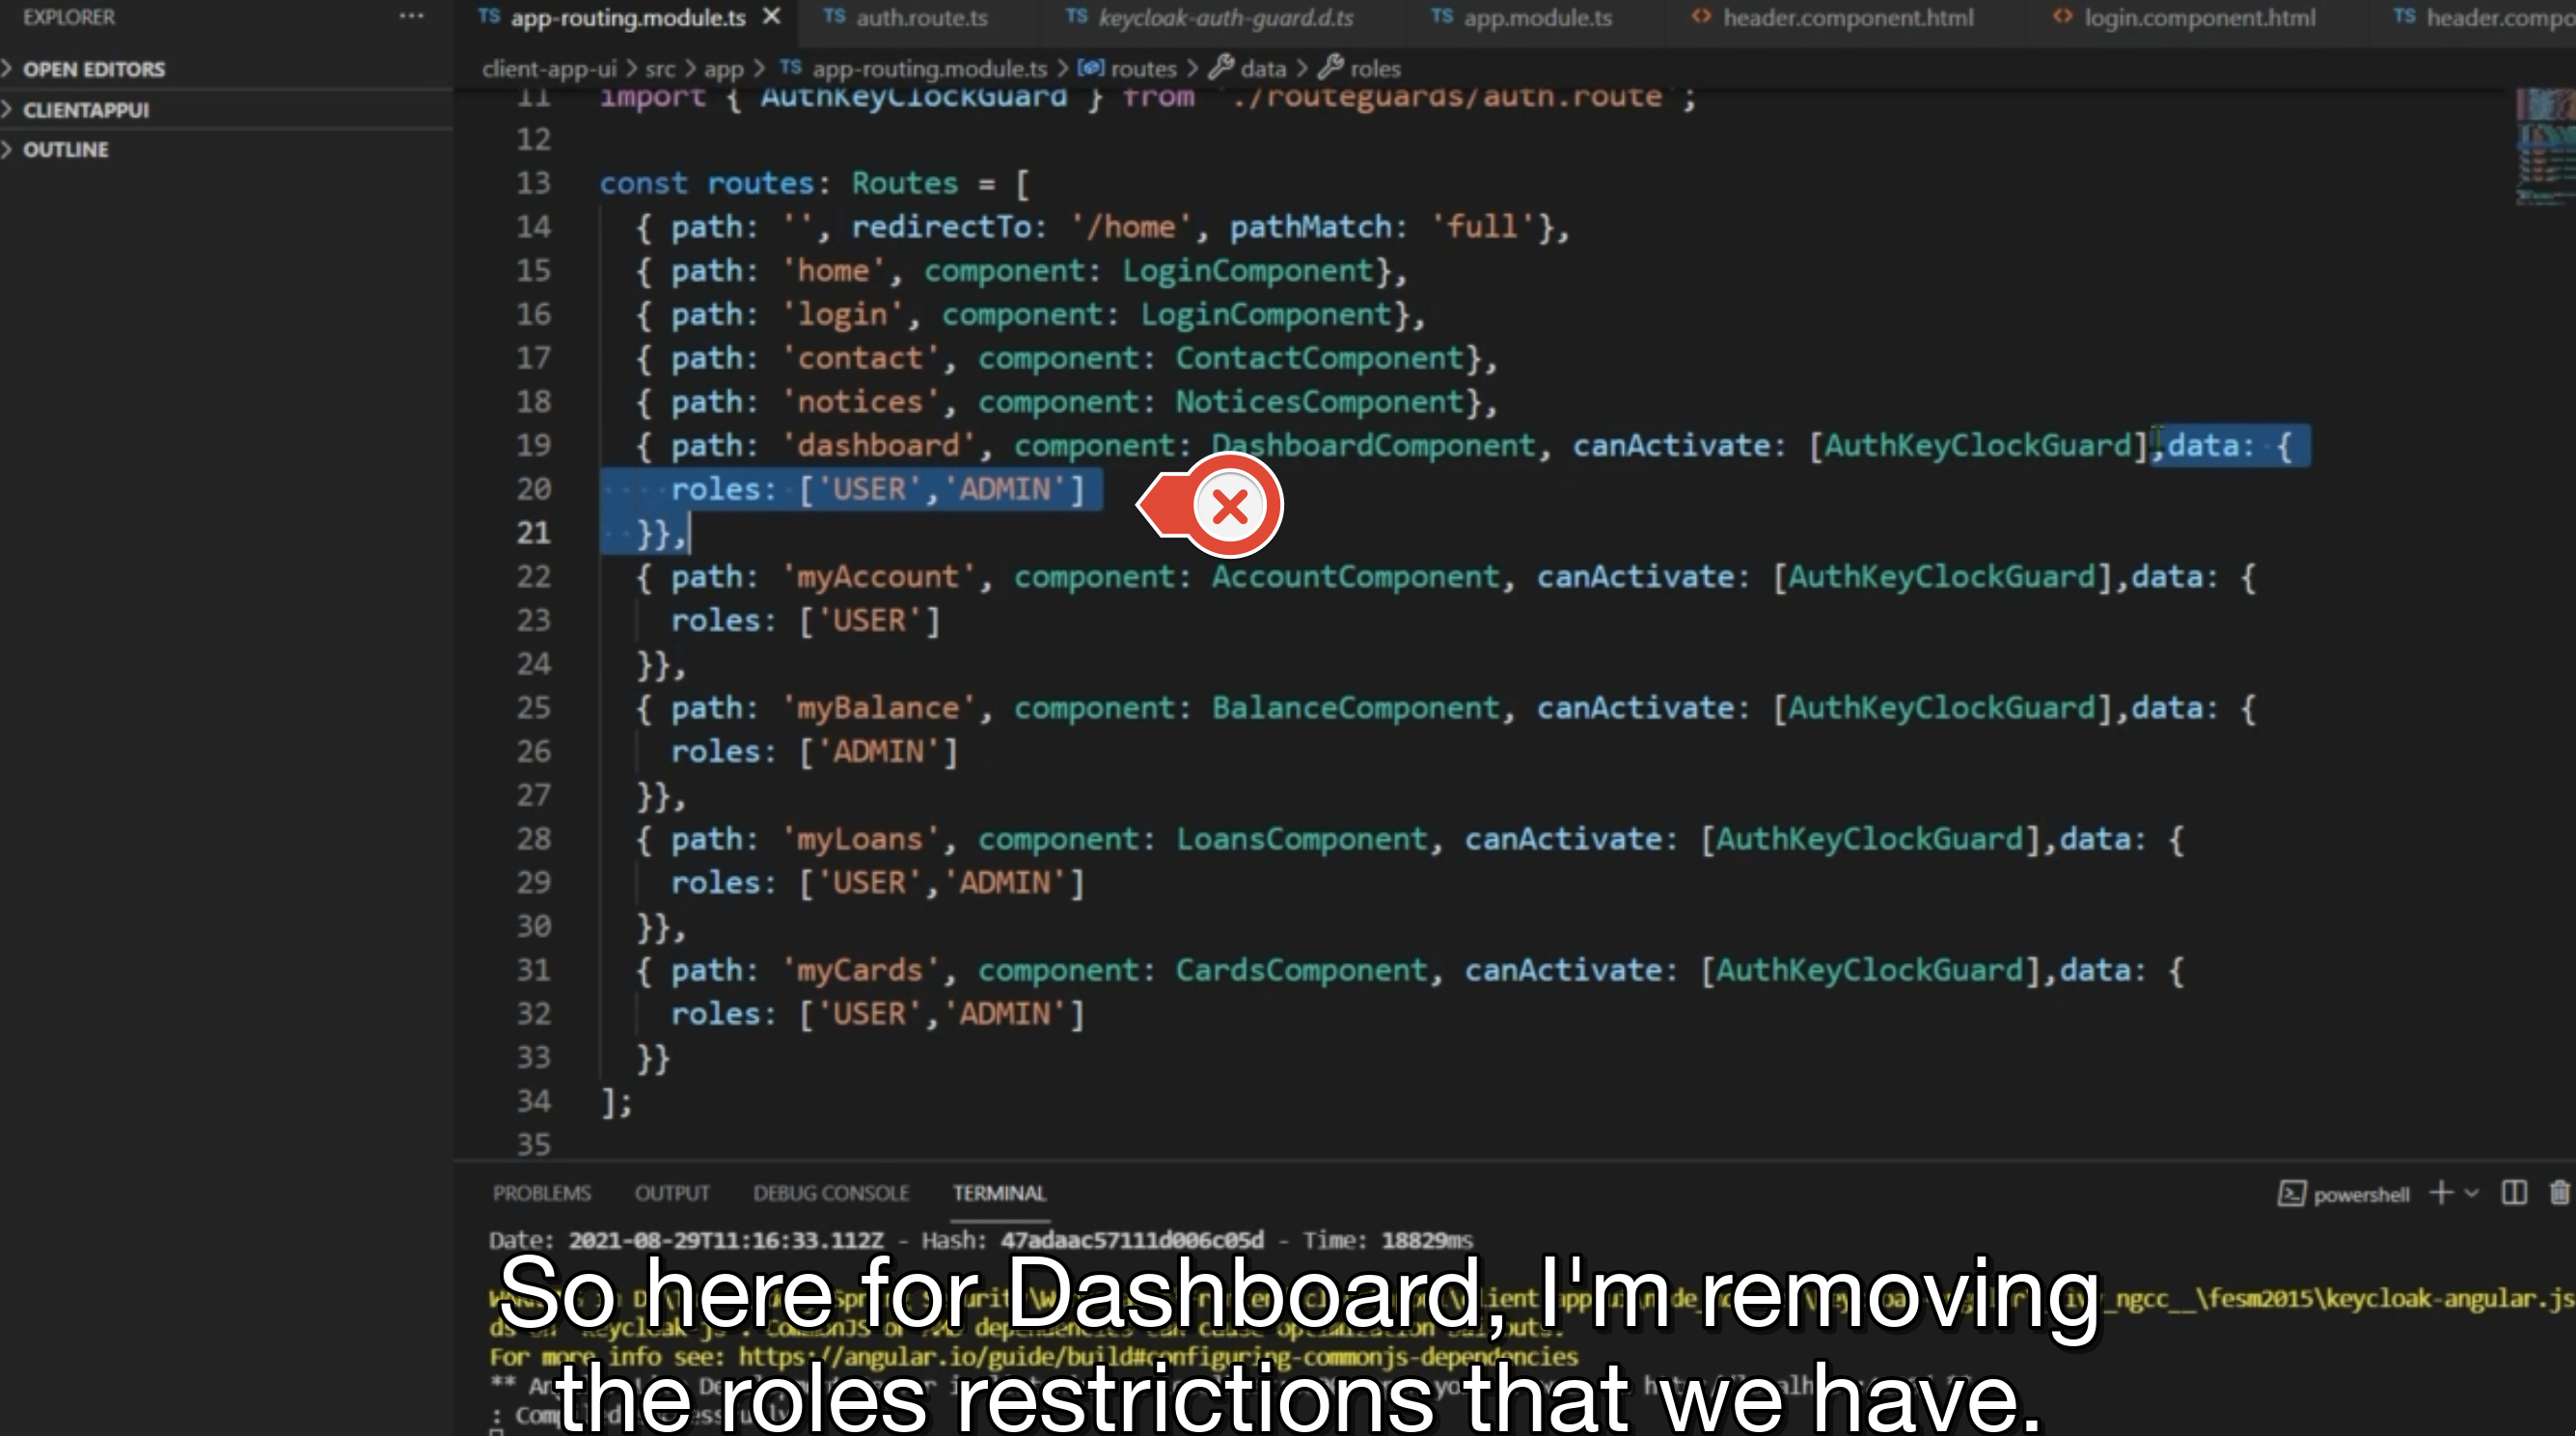 EXPLORER ...
OPEN EDITORS
CLIENTAPPUI
OUTLINE
TS app-routing.module.ts × TS auth.route.ts TS keycloak-auth-guard.d.ts TS app.module.ts <> header.component.html <> login.component.html TS header.compo
client-app-ui > src > app > TS app-routing.module.ts > routes > data > roles
11 import { AuthKeyClockGuard } from './routeguards/auth.route';
12
13 const routes: Routes = [
14 { path: '', redirectTo: '/home', pathMatch: 'full'},
15 { path: 'home', component: LoginComponent},
16 { path: 'login', component: LoginComponent},
17 { path: 'contact', component: ContactComponent},
18 { path: 'notices', component: NoticesComponent},
19 { path: 'dashboard', component: DashboardComponent, canActivate: [AuthKeyClockGuard],data: {
20 roles: ['USER','ADMIN']
21 }},
22 { path: 'myAccount', component: AccountComponent, canActivate: [AuthKeyClockGuard],data: {
23 roles: ['USER']
24 }},
25 { path: 'myBalance', component: BalanceComponent, canActivate: [AuthKeyClockGuard],data: {
26 roles: ['ADMIN']
27 }},
28 { path: 'myLoans', component: LoansComponent, canActivate: [AuthKeyClockGuard],data: {
29 roles: ['USER','ADMIN']
30 }},
31 { path: 'myCards', component: CardsComponent, canActivate: [AuthKeyClockGuard],data: {
32 roles: ['USER','ADMIN']
33 }}
34 ];
35
PROBLEMS OUTPUT DEBUG CONSOLE TERMINAL powershell
Date: 2021-08-29T11:16:33.112Z - Hash: 47adaac57111d006c05d - Time: 18829ms
\fesm2015\keycloak-angular.js
For more info see: https://angular.io/guide/build#configuring-commonjs-dependencies
So here for Dashboard, I'm removing
the roles restrictions that we have.